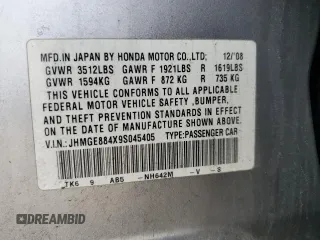 MFD IN JAPAN BY HONDA MOTOR CO.,LTD; 12/'08
GVWR 3512LBS GAWR F 1921LBS R 1619LBS
GVWR 1594KG GAWR F 872 KG R 735 KG
THIS VEHICLE CONFORMS TO ALL APPLICABLE
FEDERAL MOTOR VEHICLE SAFETY ,BUMPER,
AND THEFT PREVENTION STANDARDS IN EFFECT ON
THE DATE OF MANUFACTURE SHOWN ABOVE.
V.I.N.: JHMGE884X9S045405 TYPE:PASSENGER CAR
TK6 9 AB5 -NH642M -V -S
DREAMBID